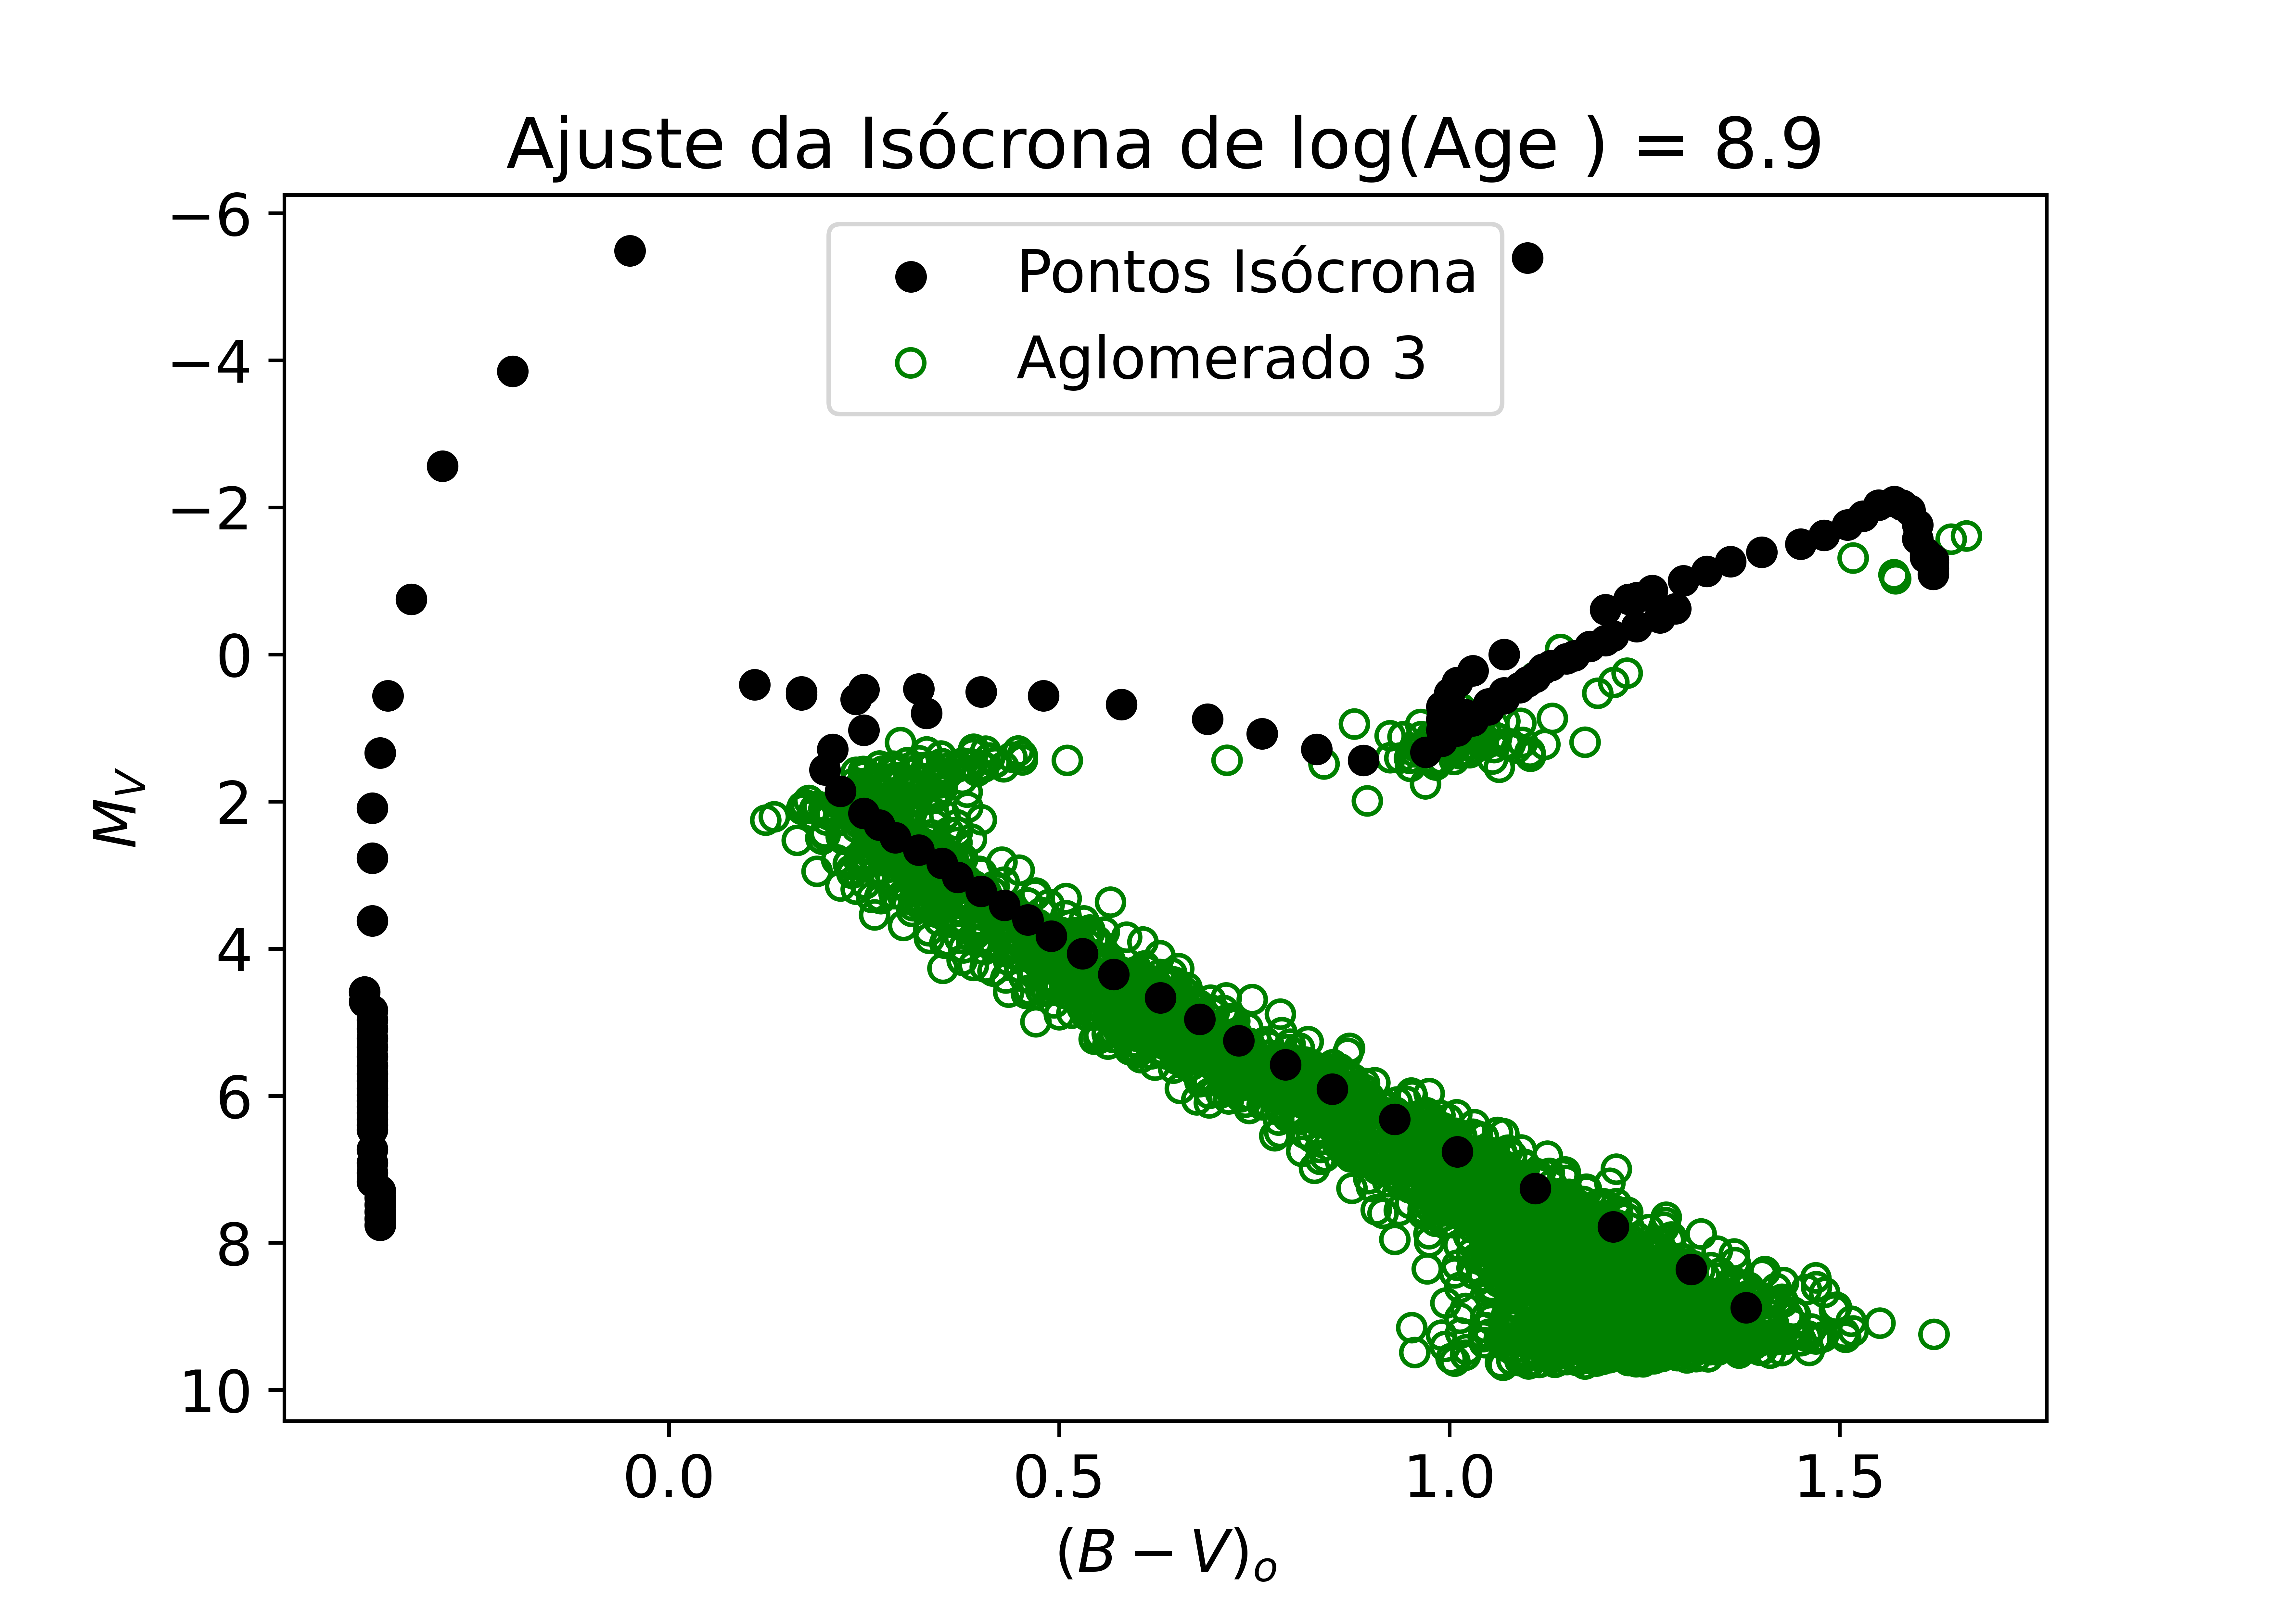 Ajuste da Isócrona de log(Age ) = 8.9
Pontos Isócrona
Aglomerado 3
−6
−4
−2
0
2
4
6
8
10
M_V
0.0 0.5 1.0 1.5
(B − V)_o